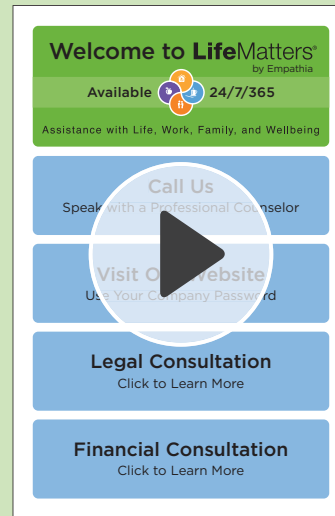 Welcome to LifeMatters®
by Empathia
Available 24/7/365
Assistance with Life, Work, Family, and Wellbeing
Call Us
Speak with a Professional Counselor
Visit Our Website
Use Your Company Password
Legal Consultation
Click to Learn More
Financial Consultation
Click to Learn More